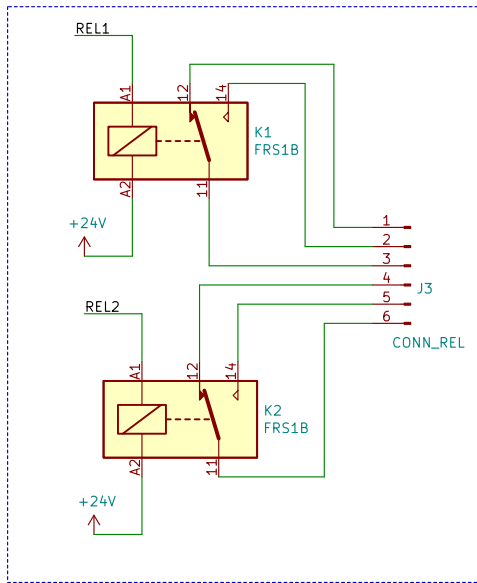 REL1
A1
12
14
K1
FRS1B
A2
11
+24V
1
2
3
4
5
6
J3
CONN_REL
REL2
A1
12
14
K2
FRS1B
A2
11
+24V